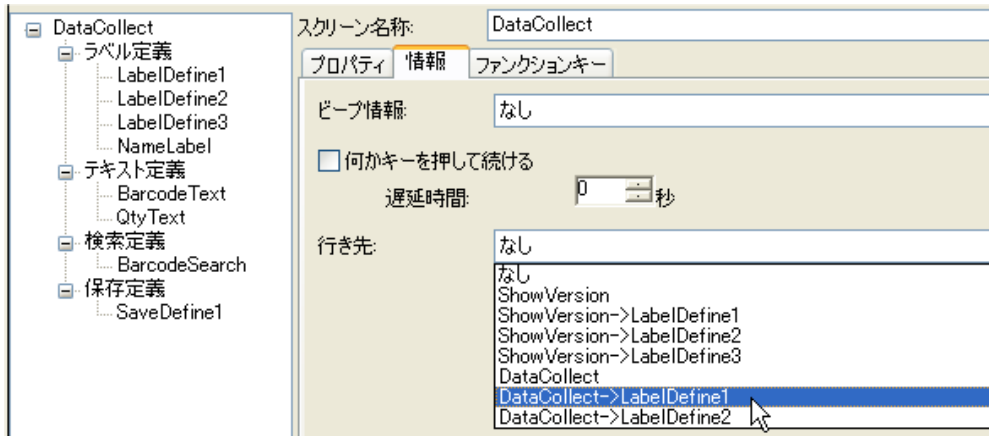 DataCollect
ラベル定義
LabelDefine1
LabelDefine2
LabelDefine3
NameLabel
テキスト定義
BarcodeText
QtyText
検索定義
BarcodeSearch
保存定義
SaveDefine1
スクリーン名称: DataCollect
プロパティ 情報 ファンクションキー
ビープ情報: なし
何かキーを押して続ける
遅延時間: 0 秒
行き先: なし
なし
ShowVersion
ShowVersion->LabelDefine1
ShowVersion->LabelDefine2
ShowVersion->LabelDefine3
DataCollect
DataCollect->LabelDefine1
DataCollect->LabelDefine2